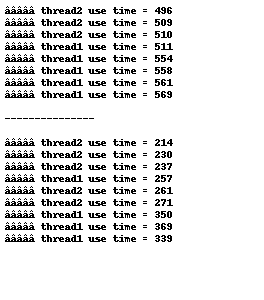 âââââ thread2 use time = 496
âââââ thread2 use time = 509
âââââ thread2 use time = 510
âââââ thread1 use time = 511
âââââ thread1 use time = 554
âââââ thread1 use time = 558
âââââ thread1 use time = 561
âââââ thread1 use time = 569
---------------
âââââ thread2 use time = 214
âââââ thread2 use time = 230
âââââ thread2 use time = 237
âââââ thread1 use time = 257
âââââ thread2 use time = 261
âââââ thread2 use time = 271
âââââ thread1 use time = 350
âââââ thread1 use time = 369
âââââ thread1 use time = 339